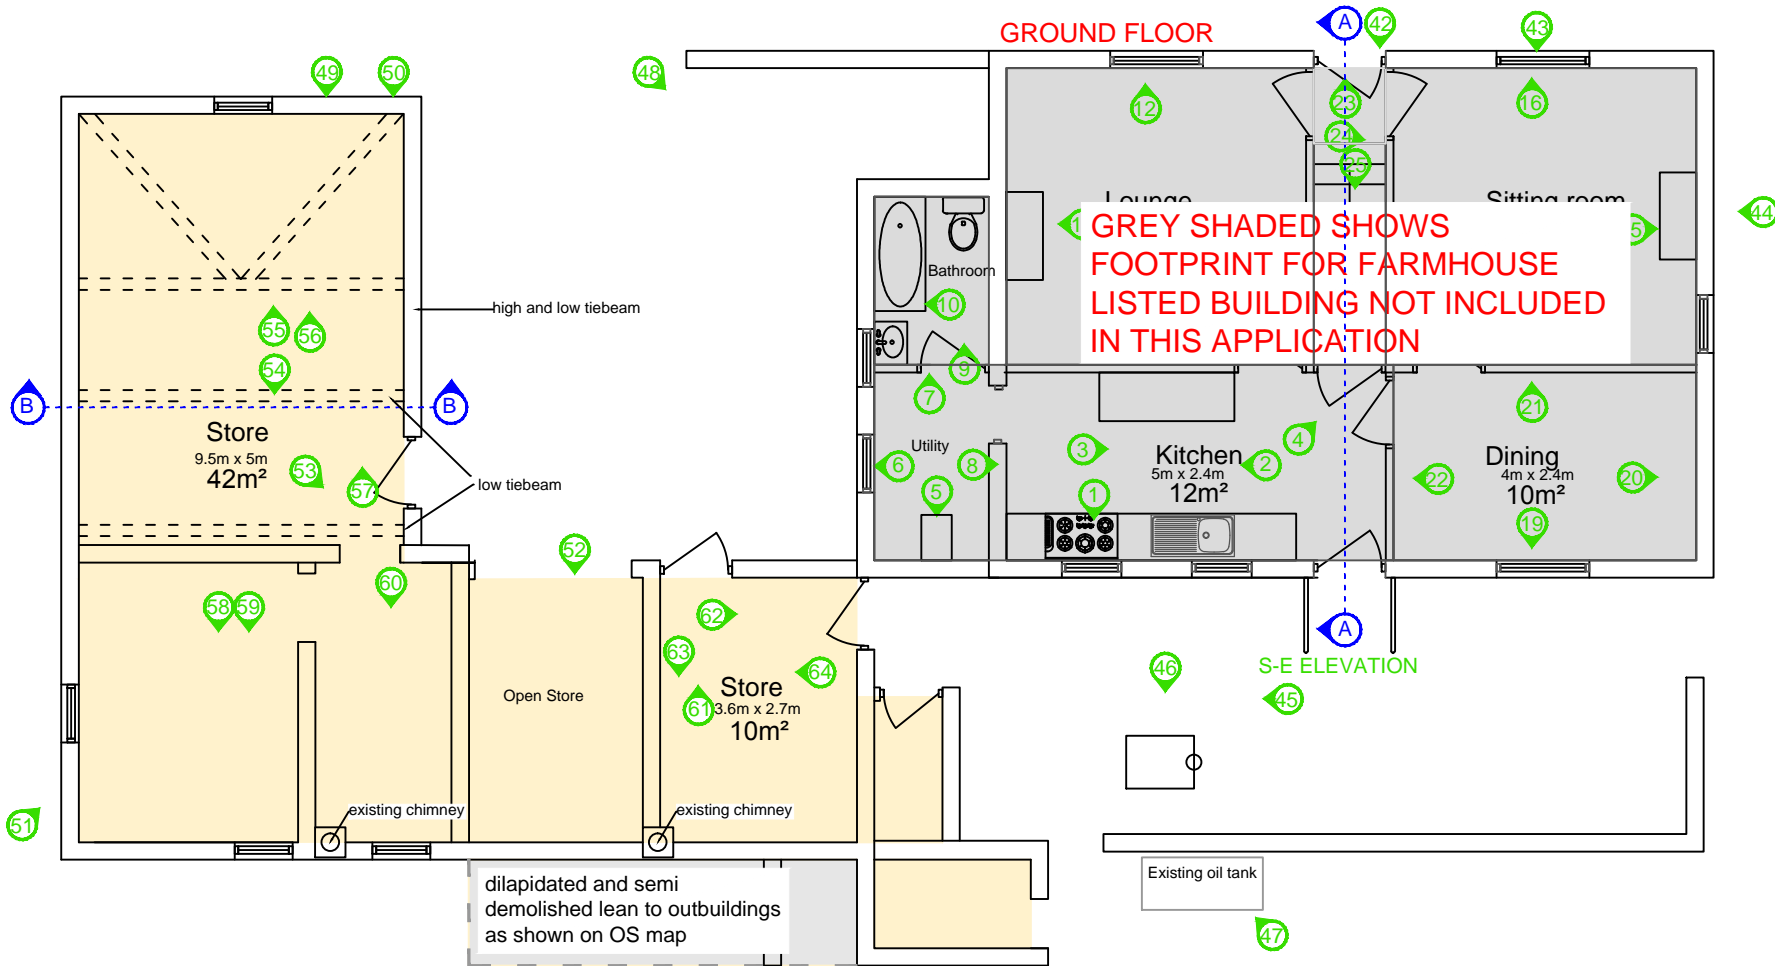 GROUND FLOOR
A
42
43
49
50
48
12
23
16
24
25
Lounge
Sitting room
44
1
5
GREY SHADED SHOWS
FOOTPRINT FOR FARMHOUSE
LISTED BUILDING NOT INCLUDED
IN THIS APPLICATION
Bathroom
10
high and low tiebeam
55
56
54
9
7
21
B
B
Store
9.5m x 5m
42m²
53
57
low tiebeam
Utility
6
8
5
3
4
Kitchen
5m x 2.4m
12m²
2
1
Dining
4m x 2.4m
10m²
22
20
19
52
60
58
59
62
63
64
61
Store
3.6m x 2.7m
10m²
Open Store
A
S-E ELEVATION
46
45
51
existing chimney
existing chimney
dilapidated and semi
demolished lean to outbuildings
as shown on OS map
Existing oil tank
47